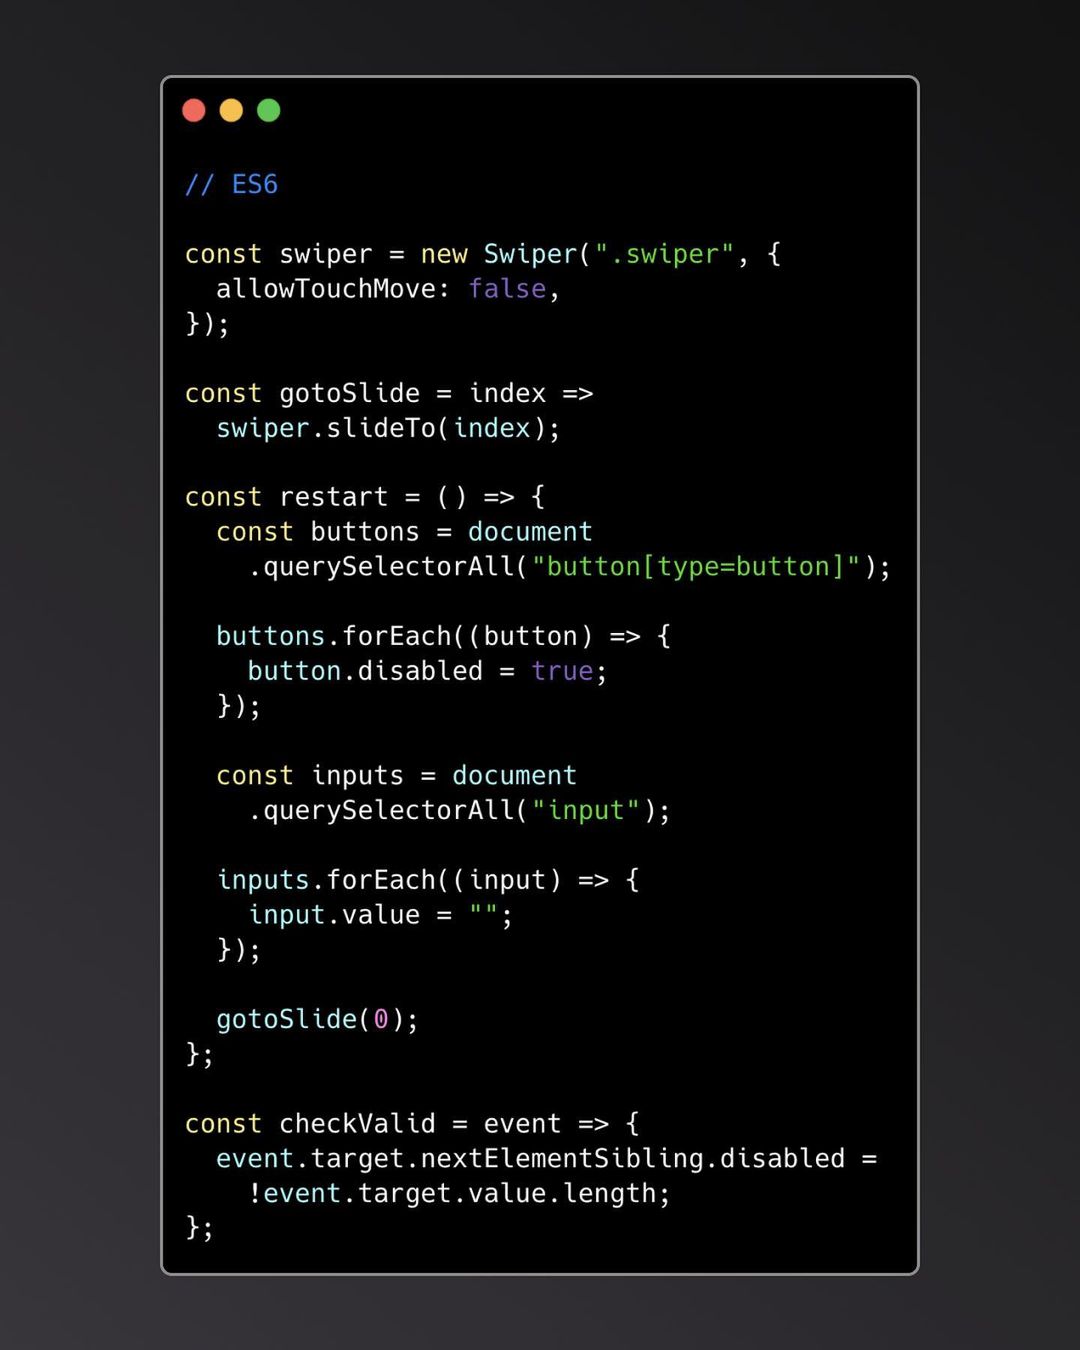 // ES6

const swiper = new Swiper(".swiper", {
  allowTouchMove: false,
});

const gotoSlide = index =>
  swiper.slideTo(index);

const restart = () => {
  const buttons = document
    .querySelectorAll("button[type=button]");

  buttons.forEach((button) => {
    button.disabled = true;
  });

  const inputs = document
    .querySelectorAll("input");

  inputs.forEach((input) => {
    input.value = "";
  });

  gotoSlide(0);
};

const checkValid = event => {
  event.target.nextElementSibling.disabled =
    !event.target.value.length;
};